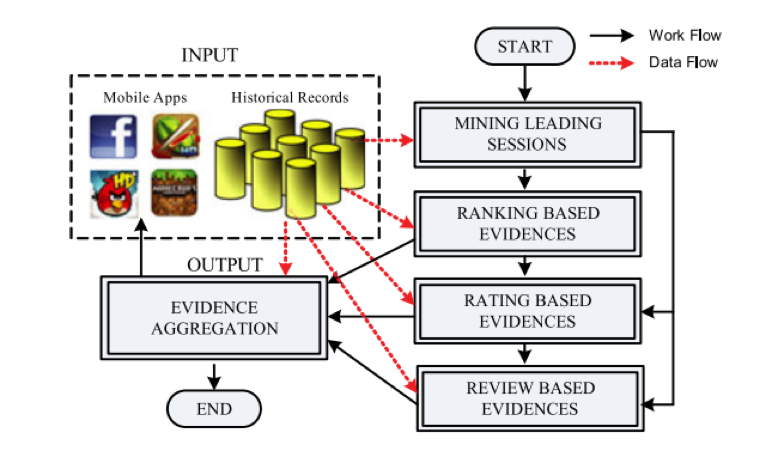 INPUT
START
Work Flow
Data Flow
Mobile Apps
Historical Records
f
HD
HD
MINING LEADING
SESSIONS
RANKING BASED
EVIDENCES
OUTPUT
EVIDENCE
AGGREGATION
RATING BASED
EVIDENCES
REVIEW BASED
EVIDENCES
END